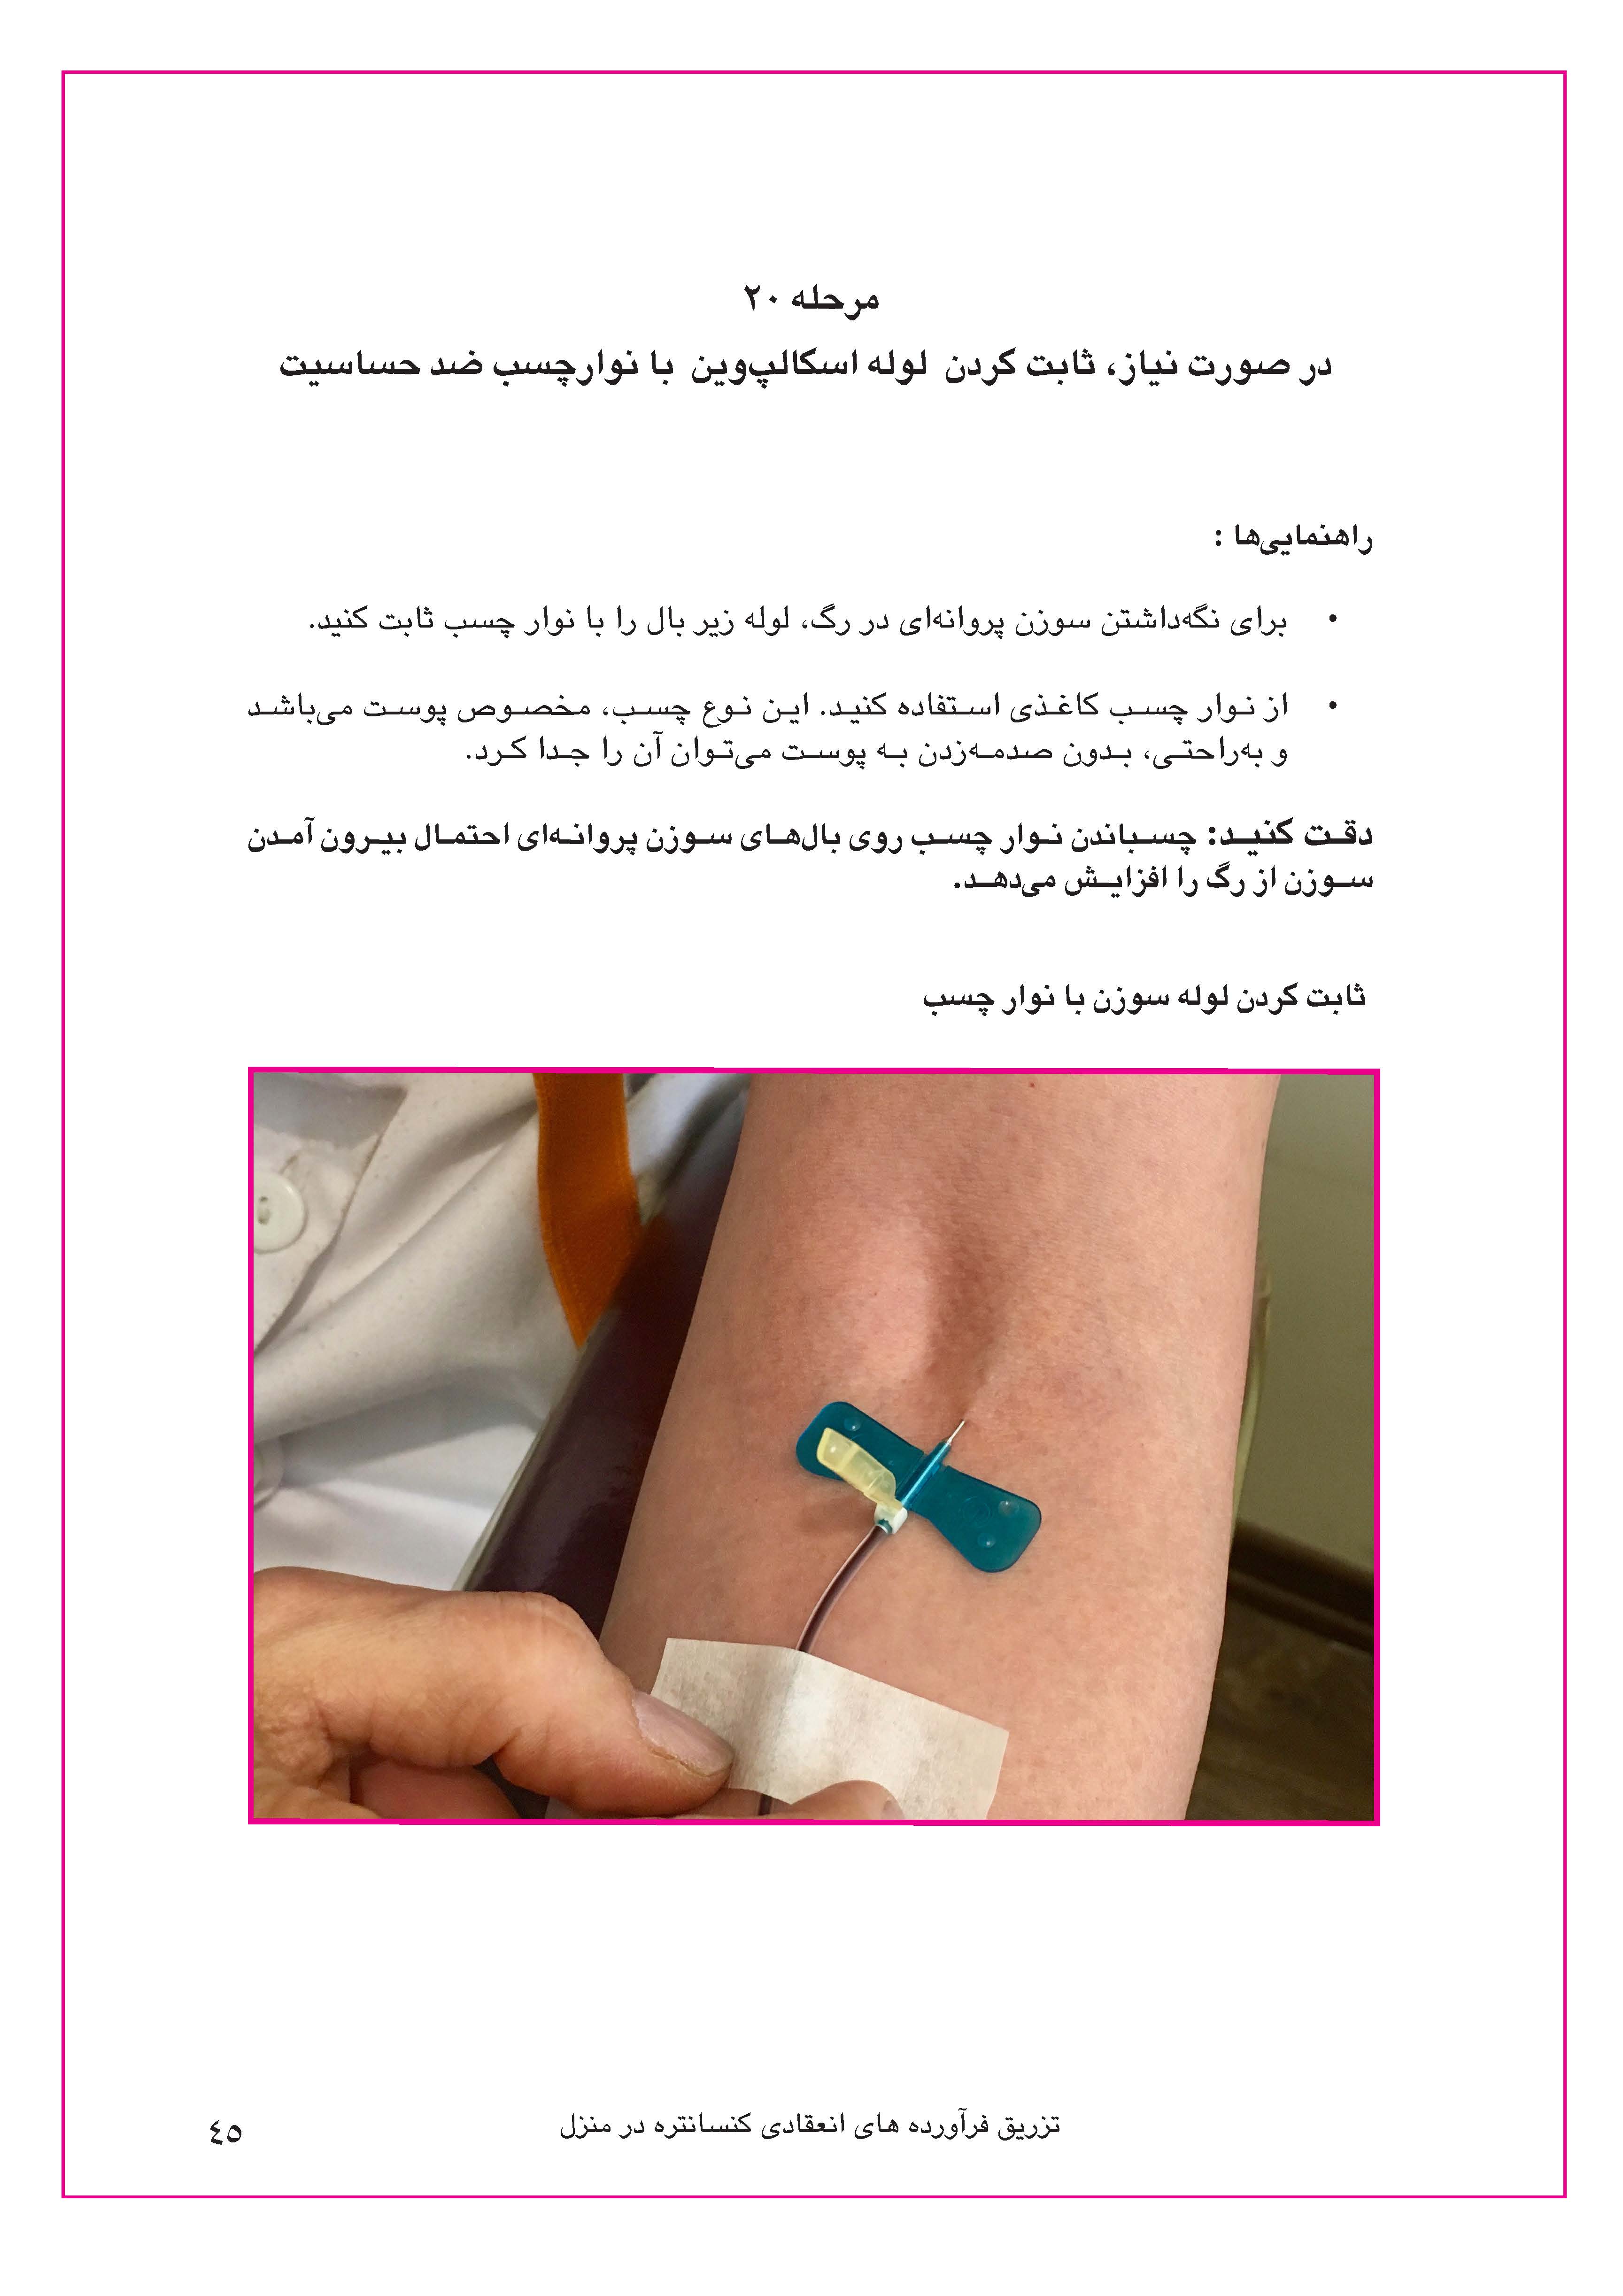 مرحله ۲۰
در صورت نیاز، ثابت کردن لوله اسکالپ‌وین با نوارچسب ضد حساسیت
راهنمایی‌ها :
• برای نگه‌داشتن سوزن پروانه‌ای در رگ، لوله زیر بال را با نوار چسب ثابت کنید.
• از نوار چسب کاغذی استفاده کنید. این نوع چسب، مخصوص پوست می‌باشد
و به‌راحتی، بدون صدمه‌زدن به پوست می‌توان آن را جدا کرد.
دقت کنید: چسباندن نوار چسب روی بال‌های سوزن پروانه‌ای احتمال بیرون آمدن
سوزن از رگ را افزایش می‌دهد.
ثابت کردن لوله سوزن با نوار چسب
تزریق فرآورده های انعقادی کنسانتره در منزل
٤٥